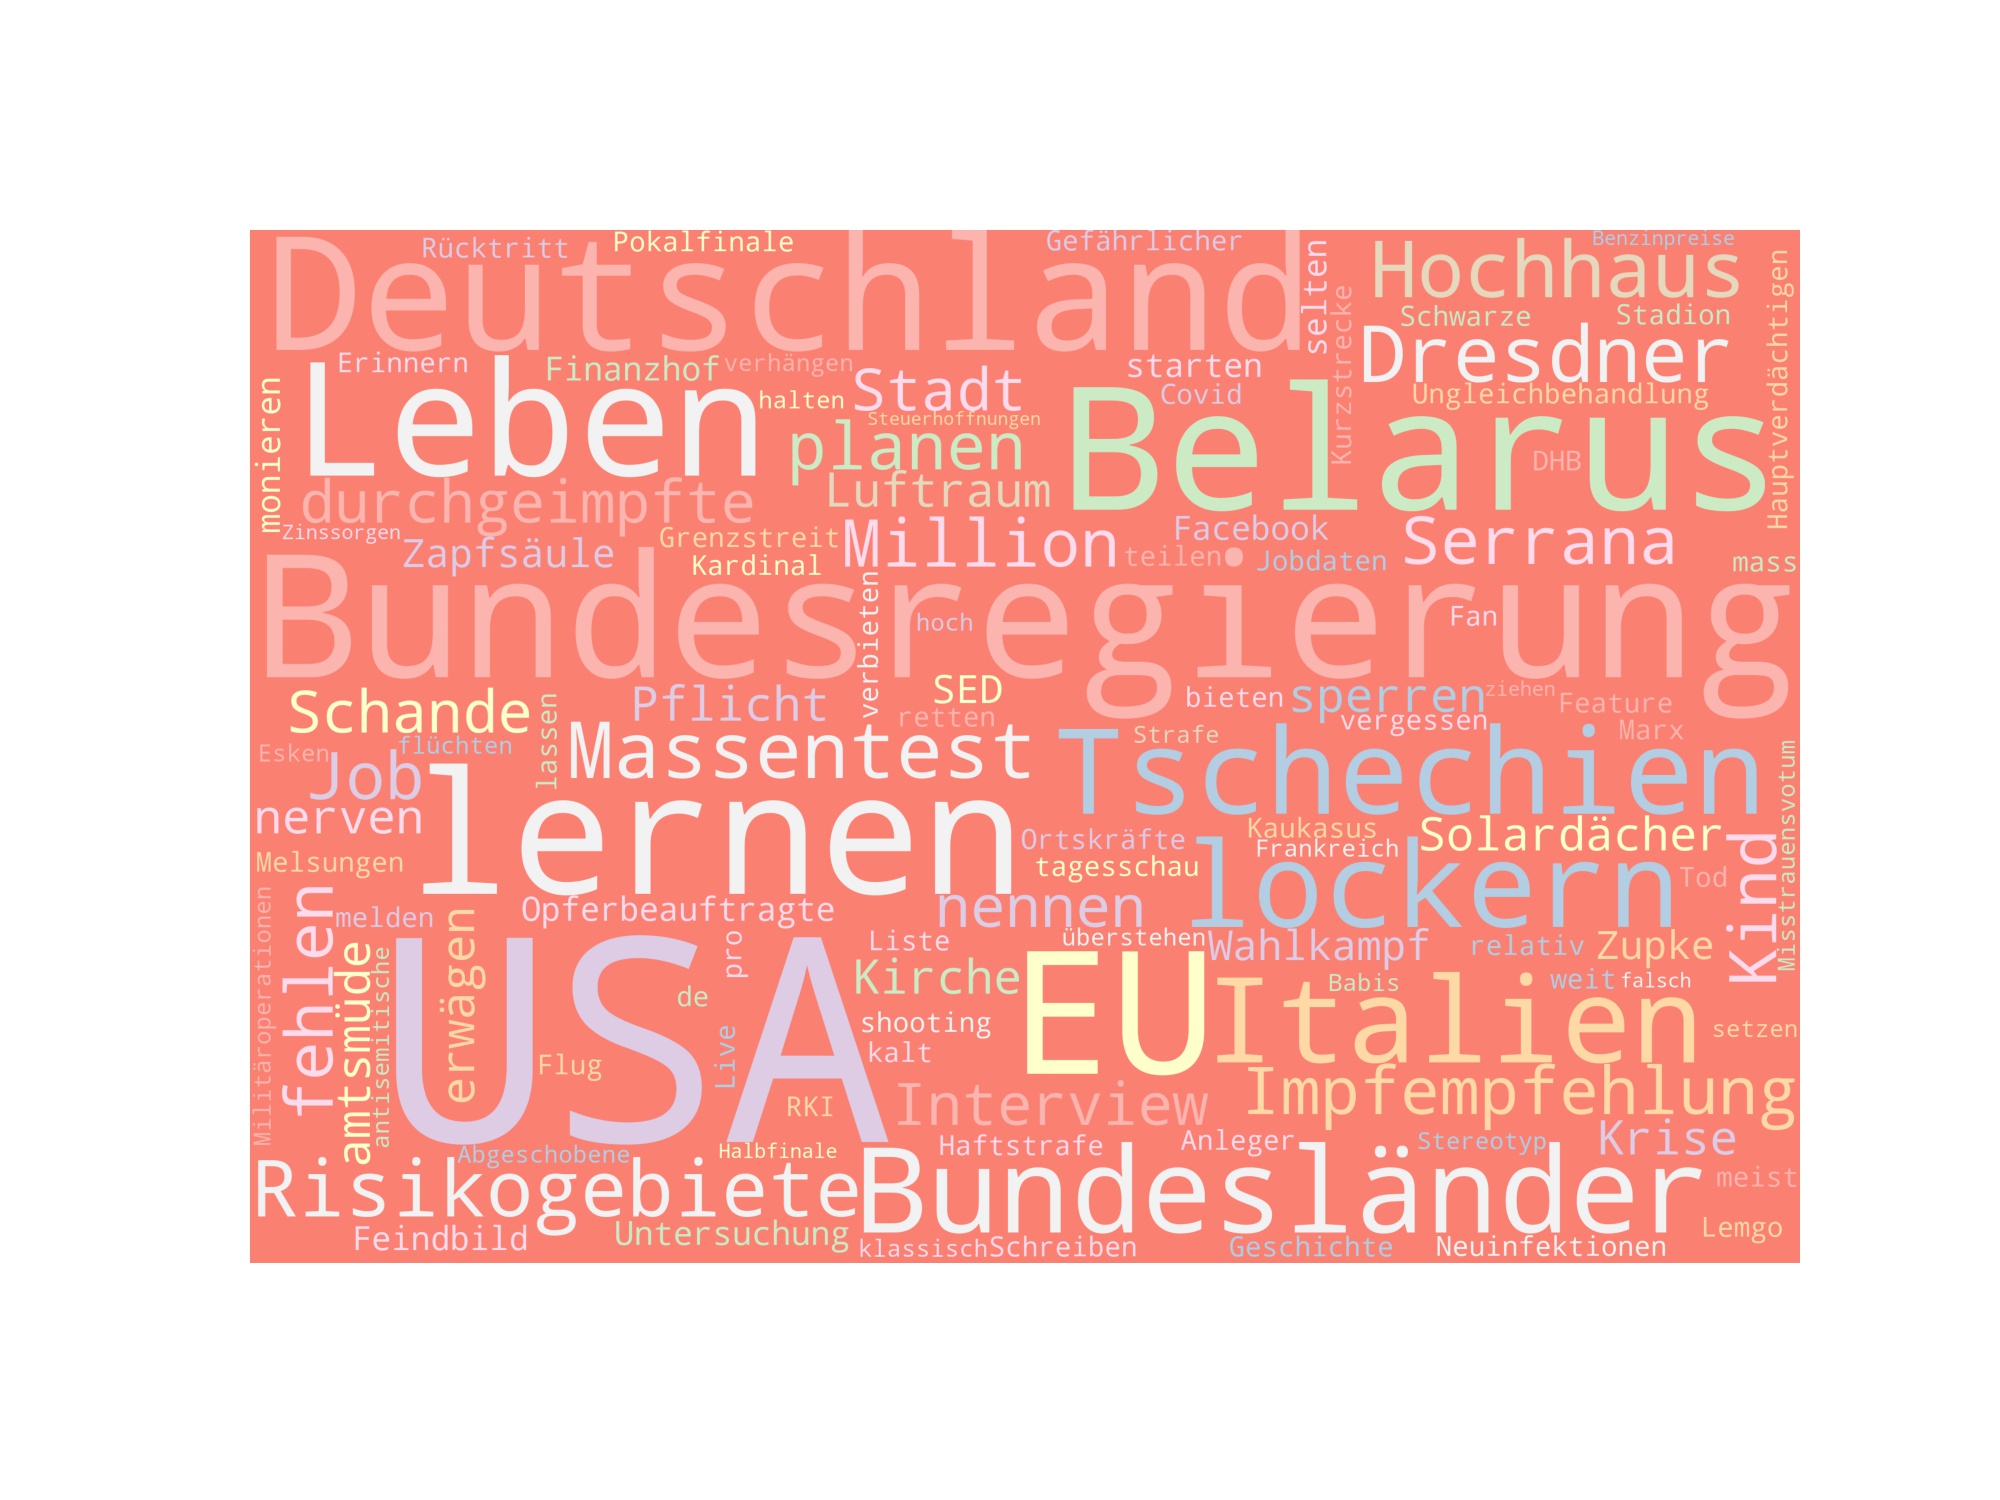 Deutschland
Rücktritt
Pokalfinale
Gefährlicher
selten
Hochhaus
Benzinpreise
Schwarze
Stadion
Hauptverdächtigen
Kurzstrecke
Dresdner
Erinnern
Finanzhof
verhängen
Stadt
starten
Covid
Ungleichbehandlung
monieren
Leben
halten
Steuerhoffnungen
planen
Belarus
DHB
durchgeimpfte
Luftraum
Zinssorgen
Zapfsäule
Grenzstreit
Kardinal
Million
Facebook
teilen
Jobdaten
Serrana
mass
Bundesregierung
verbieten
hoch
Fan
Schande
Pflicht
SED
retten
bieten
sperren
ziehen
Feature
vergessen
Marx
Esken
flüchten
lassen
Massentest
Strafe
Tschechien
Misstrauensvotum
Job
nerven
lernen
Ortskräfte
Kaukasus
Frankreich
Solardächer
Kind
Melsungen
tagesschau
lockern
Tod
Militäroperationen
fehlen
melden
erwägen
Opferbeauftragte
nennen
amtsmüde
antisemitische
USA
pro
Liste
überstehen
Wahlkampf
relativ
Zupke
de
Kirche
EU
Italien
Babis
weit
falsch
shooting
setzen
Flug
Live
kalt
RKI
Interview
Impfempfehlung
Abgeschobene
Halbfinale
Haftstrafe
Anleger
Stereotyp
Krise
Risikogebiete
Bundesländer
meist
Feindbild
Untersuchung
klassisch
Schreiben
Geschichte
Neuinfektionen
Lemgo